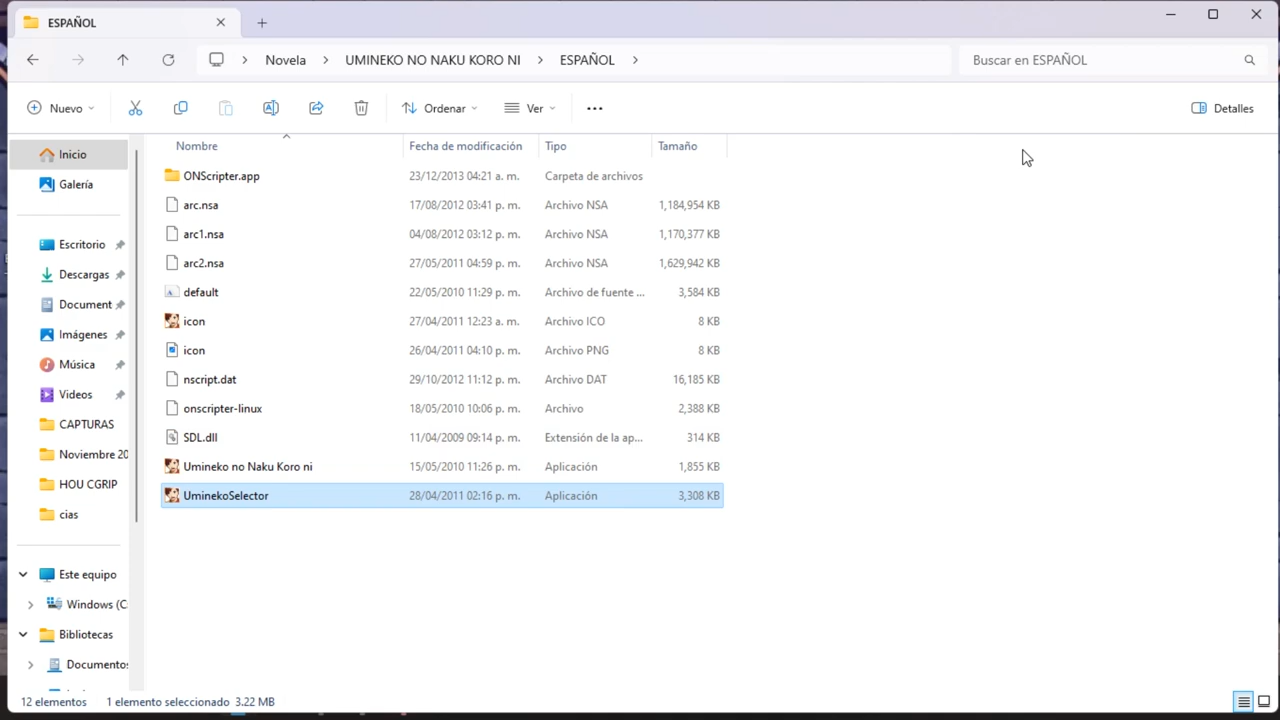 ESPAÑOL
Novela > UMINEKO NO NAKU KORO NI > ESPAÑOL >
Buscar en ESPAÑOL
Nuevo
Ordenar
Ver
Detalles
Nombre Fecha de modificación Tipo Tamaño
ONScripter.app 23/12/2013 04:21 a. m. Carpeta de archivos
arc.nsa 17/08/2012 03:41 p. m. Archivo NSA 1,184,954 KB
arc1.nsa 04/08/2012 03:12 p. m. Archivo NSA 1,170,377 KB
arc2.nsa 27/05/2011 04:59 p. m. Archivo NSA 1,629,942 KB
default 22/05/2010 11:29 p. m. Archivo de fuente ... 3,584 KB
icon 27/04/2011 12:23 a. m. Archivo ICO 8 KB
icon 26/04/2011 04:10 p. m. Archivo PNG 8 KB
nscript.dat 29/10/2012 11:12 p. m. Archivo DAT 16,185 KB
onscripter-linux 18/05/2010 10:06 p. m. Archivo 2,388 KB
SDL.dll 11/04/2009 09:14 p. m. Extensión de la ap... 314 KB
Umineko no Naku Koro ni 15/05/2010 11:26 p. m. Aplicación 1,855 KB
UminekoSelector 28/04/2011 02:16 p. m. Aplicación 3,308 KB
Inicio
Galería
Escritorio
Descargas
Document
Imágenes
Música
Videos
CAPTURAS
Noviembre 20
HOU CGRIP
cias
Este equipo
Windows (C
Bibliotecas
Documentos
12 elementos 1 elemento seleccionado 3.22 MB